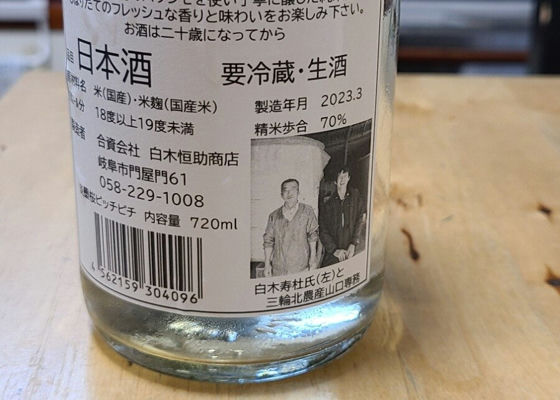 しぼりたてのフレッシュな香りと味わいをお楽しみ下さい。
お酒は二十歳になってから
日本酒
要冷蔵・生酒
米(国産)・米麹(国産米)
製造年月 2023.3
18度以上19度未満
精米歩合 70%
合資会社 白木恒助商店
岐阜市門屋門61
058-229-1008
桜ピッチピチ 内容量 720ml
4 562159 304096
白木寿杜氏(左)と
三輪北農産山口専務